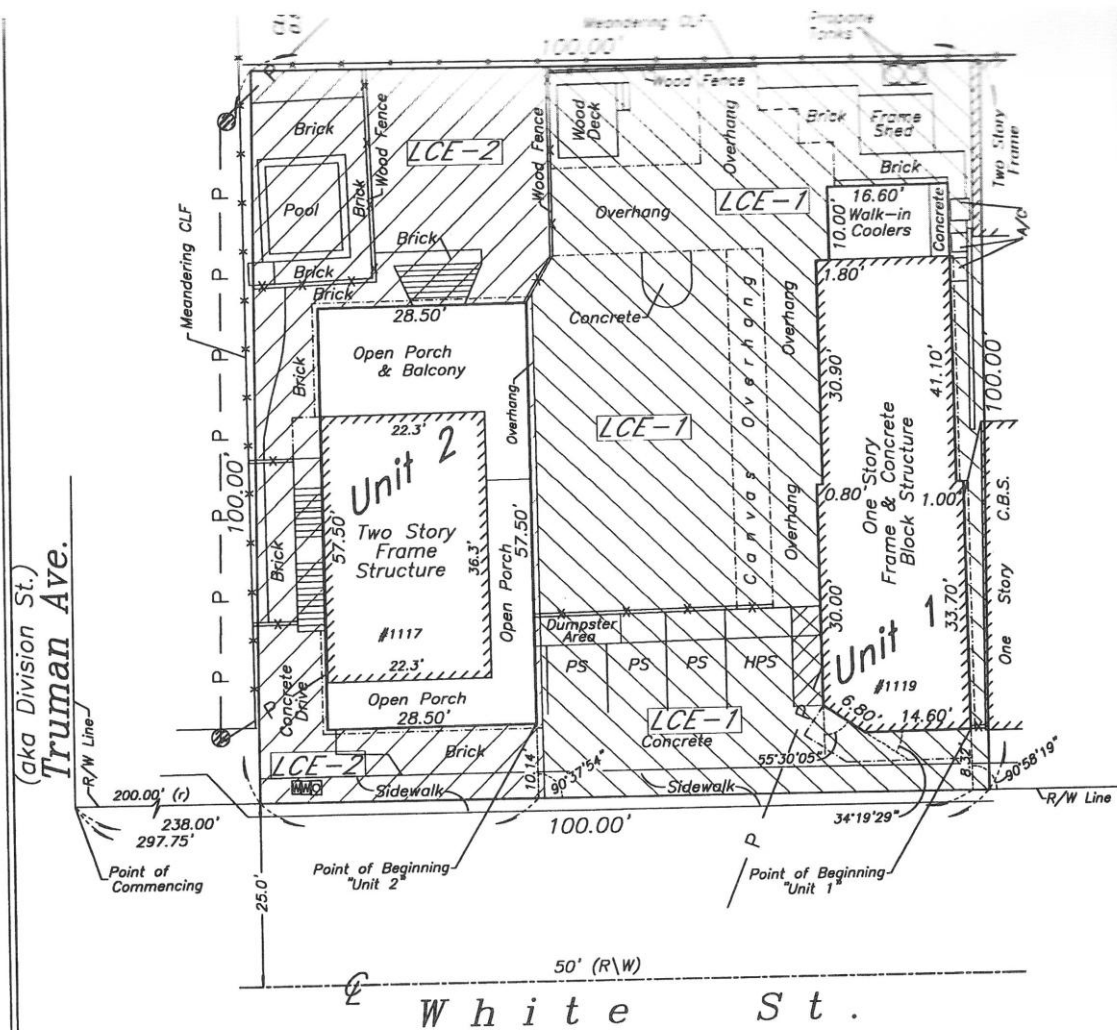 Meandering CLF
Propane
Tanks
100.00'
P
Wood Fence
Brick
Wood Fence
LCE-2
Wood Fence
Wood
Deck
Overhang
Brick
Frame
Shed
Two Story
Frame
Pool
Brick
Overhang
LCE-1
Brick
16.60'
Walk-in
Coolers
10.00'
Concrete
A/C
P
P
Meandering CLF
Brick
Brick
Brick
Concrete
1.80'
28.50'
Open Porch
& Balcony
Brick
Overhang
Overhang
Canvas Overhang
30.90'
41.10'
100.00'
22.3'
LCE-1
Unit 2
One Story
Frame & Concrete
Block Structure
0.80'
1.00'
100.00'
P
P
57.50'
Two Story
Frame
Structure
36.3'
57.50'
Overhang
C.B.S.
Story
One
Brick
Open Porch
#1117
Dumpster
Area
30.00'
33.70'
Unit 1
#1119
PS
PS
PS
HPS
P
P
22.3'
Open Porch
28.50'
Concrete
Drive
LCE-1
Concrete
6.80'
14.60'
P
P
(aka Division St.)
Truman Ave.
R/W Line
LCE-2
Brick
10.14'
90°37'54"
55°30'05"
8.32'
90°58'19"
W W
Sidewalk
Sidewalk
R/W Line
200.00' (r)
238.00'
297.75'
100.00'
34°19'29"
P
Point of
Commencing
Point of Beginning
"Unit 2"
Point of Beginning
"Unit 1"
25.0'
50' (R\W)
White St.